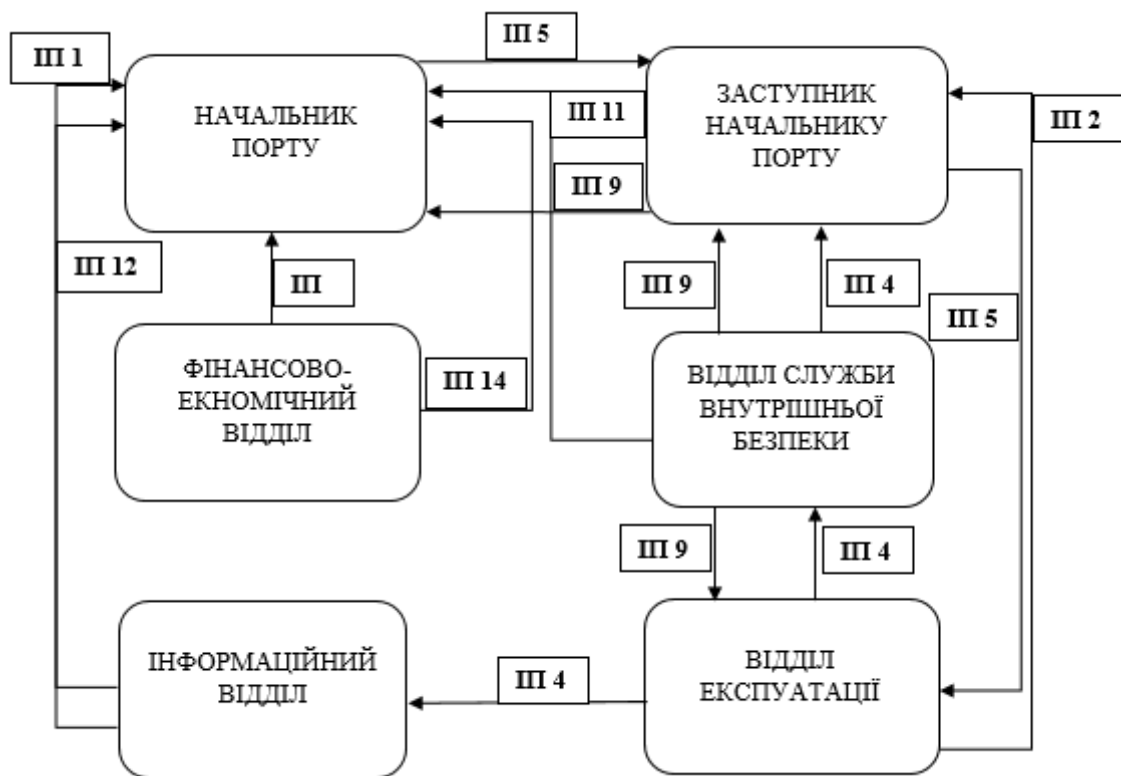 ІП 1
ІП 5
НАЧАЛЬНИК
ПОРТУ
ІП 11
ЗАСТУПНИК
НАЧАЛЬНИКУ
ПОРТУ
ІП 2
ІП 9
ІП 12
ІП
ІП 9
ІП 4
ІП 5
ФІНАНСОВО-
ЕКНОМІЧНИЙ
ВІДДІЛ
ІП 14
ВІДДІЛ СЛУЖБИ
ВНУТРІШНЬОЇ
БЕЗПЕКИ
ІП 9
ІП 4
ІНФОРМАЦІЙНИЙ
ВІДДІЛ
ІП 4
ВІДДІЛ
ЕКСПУАТАЦІЇ